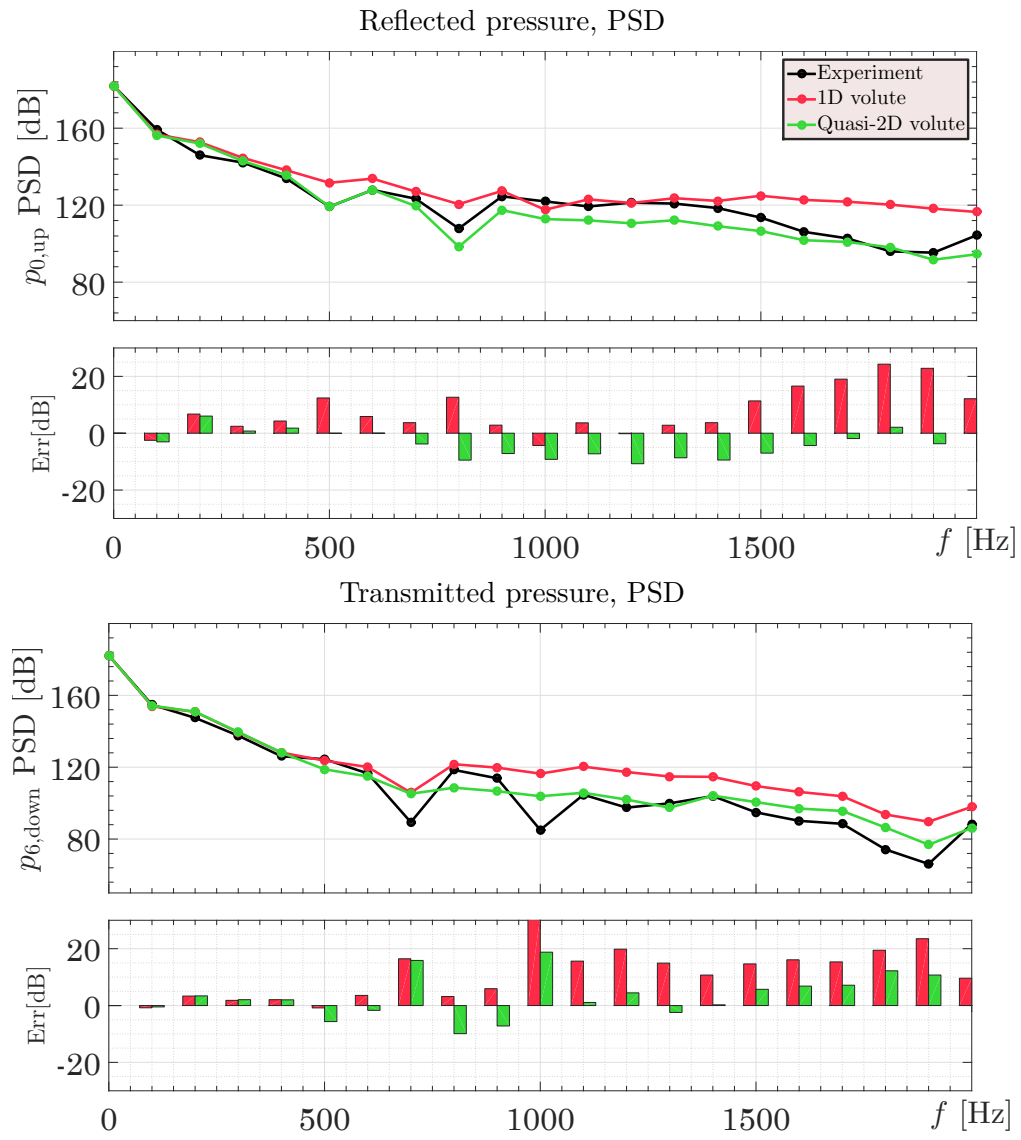 Reflected pressure, PSD
p0,up PSD [dB]
160
120
80
Experiment
1D volute
Quasi-2D volute
Err[dB]
20
0
-20
0 500 1000 1500 f [Hz]
Transmitted pressure, PSD
p6,down PSD [dB]
160
120
80
Err[dB]
20
0
-20
0 500 1000 1500 f [Hz]